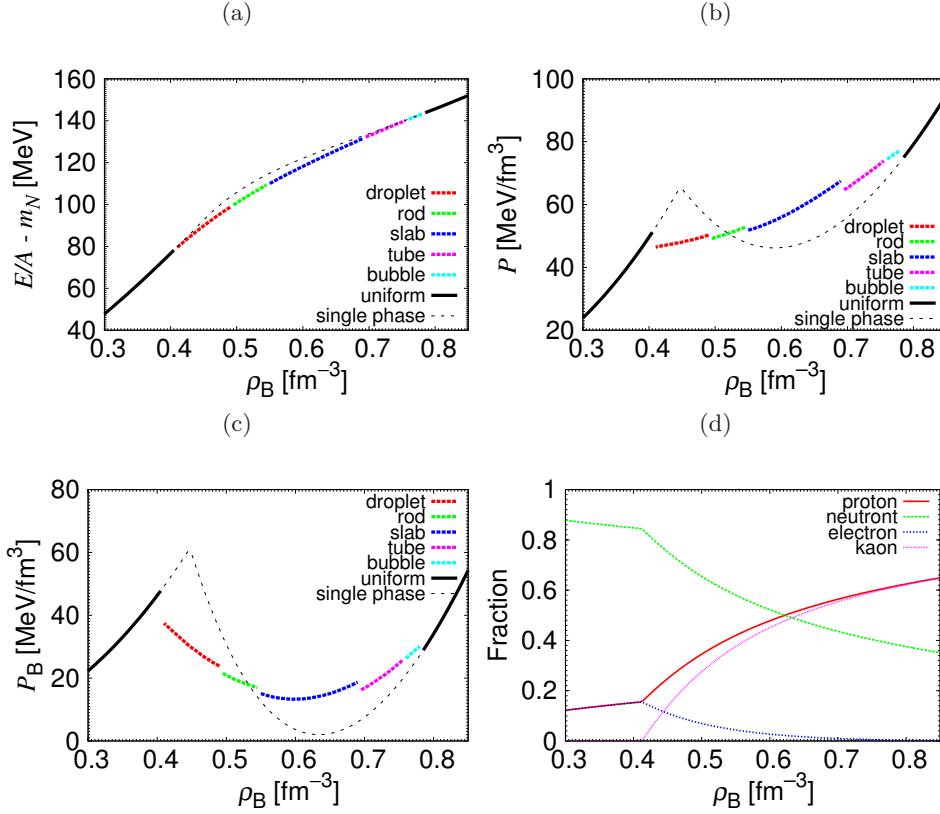 (a)
160
140
120
100
80
60
40
E/A - m_N [MeV]
droplet
rod
slab
tube
bubble
uniform
single phase
0.3 0.4 0.5 0.6 0.7 0.8
ρ_B [fm⁻³]
(b)
100
80
60
40
20
P [MeV/fm³]
droplet
rod
slab
tube
bubble
uniform
single phase
0.3 0.4 0.5 0.6 0.7 0.8
ρ_B [fm⁻³]
(c)
80
60
40
20
0
P_B [MeV/fm³]
droplet
rod
slab
tube
bubble
uniform
single phase
0.3 0.4 0.5 0.6 0.7 0.8
ρ_B [fm⁻³]
(d)
1
0.8
0.6
0.4
0.2
0
Fraction
proton
neutront
electron
kaon
0.3 0.4 0.5 0.6 0.7 0.8
ρ_B [fm⁻³]